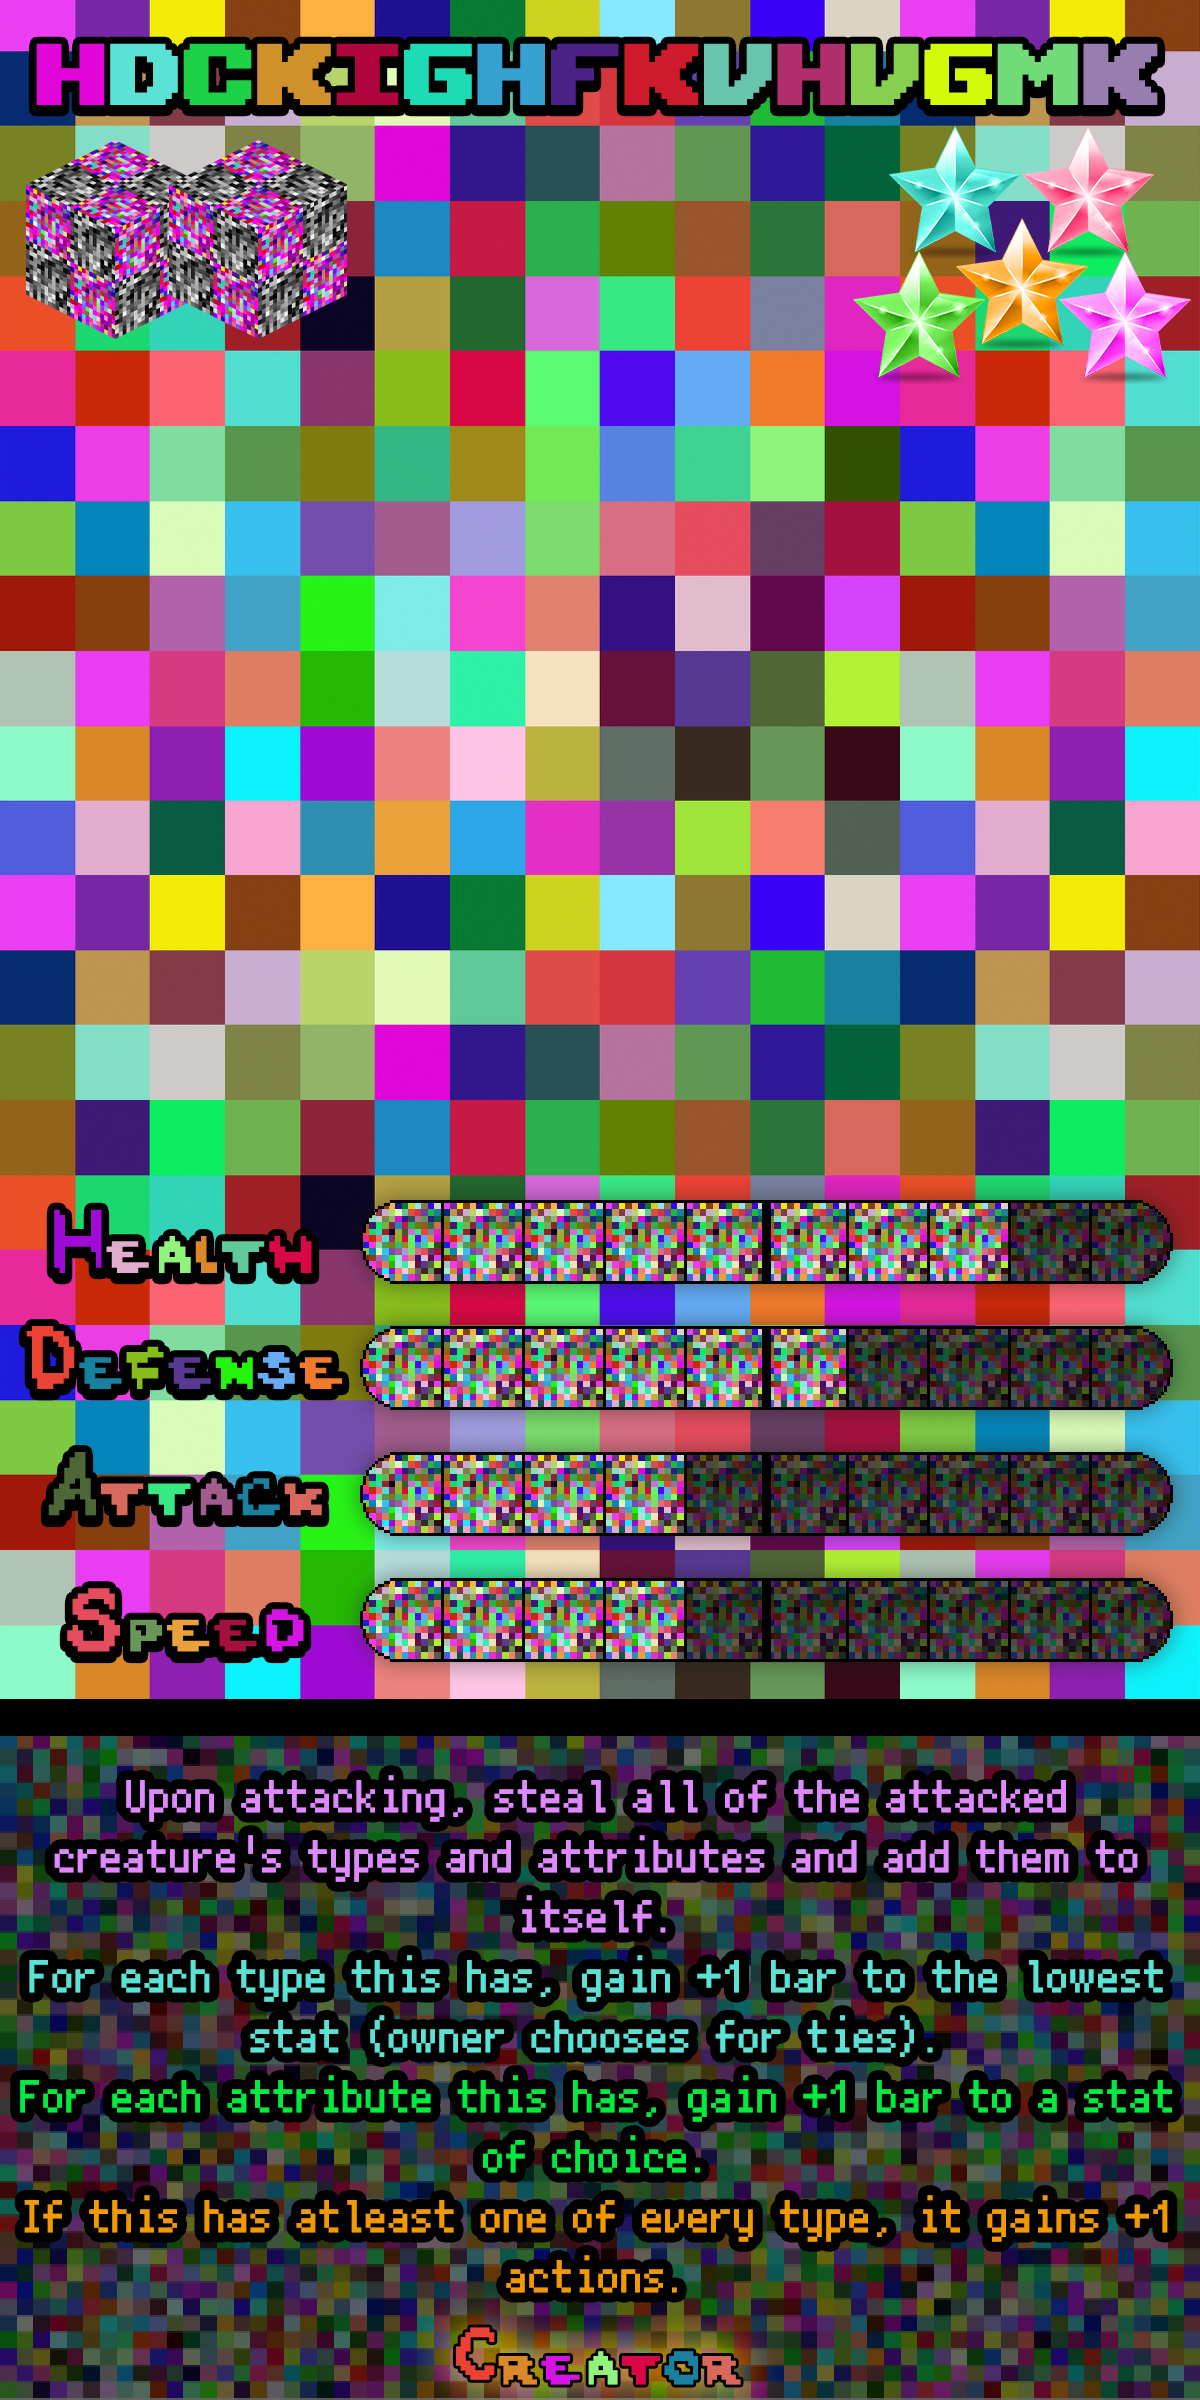 HDCKIGHFKVHVGMK
Health
Defense
Attack
Speed
Upon attacking, steal all of the attacked
creature's types and attributes and add them to
itself.
For each type this has, gain +1 bar to the lowest
stat (owner chooses for ties).
For each attribute this has, gain +1 bar to a stat
of choice.
If this has atleast one of every type, it gains +1
actions.
Creator